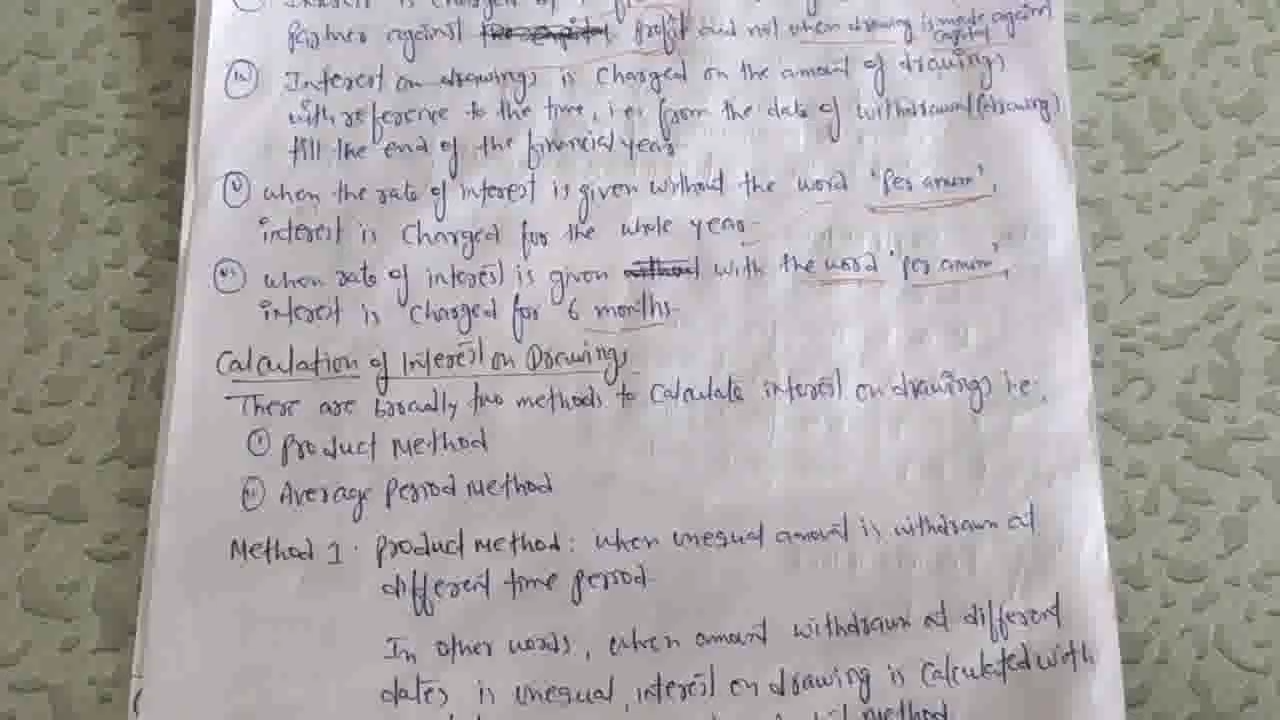 Interest is charged
Partner against profit and not when drawing is made against capital
(iv) Interest on drawings is charged on the amount of drawings
with reference to the time, i.e. from the date of withdrawal (drawing)
till the end of the financial year
(v) when the rate of interest is given without the word 'Per annum',
interest is charged for the whole year.
(vi) when rate of interest is given with the word 'per annum',
interest is charged for 6 months.
Calculation of Interest on Drawings
There are broadly two methods to calculate interest on drawings i.e.
(i) Product Method
(ii) Average Period Method
Method 1. Product Method: when unequal amount is withdrawn at
different time period.
In other words, when amount withdrawn at different
dates is unequal, interest on drawing is calculated with
method